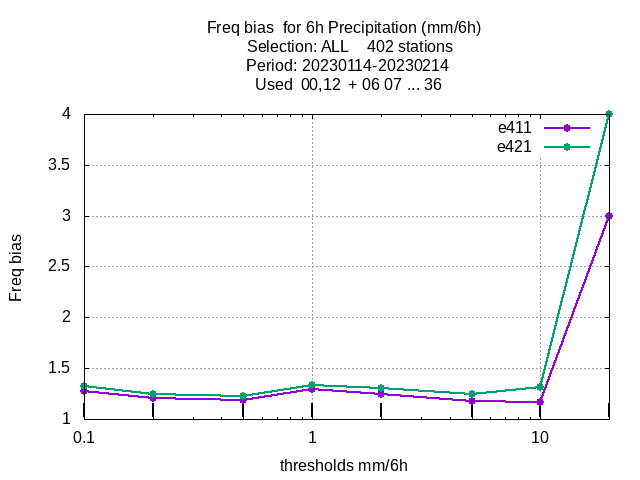 Freq bias  for 6h Precipitation (mm/6h)
Selection: ALL    402 stations
Period: 20230114-20230214
Used  00,12  + 06 07 ... 36
e411
e421
4
3.5
3
2.5
2
1.5
1
Freq bias
0.1 1 10
thresholds mm/6h